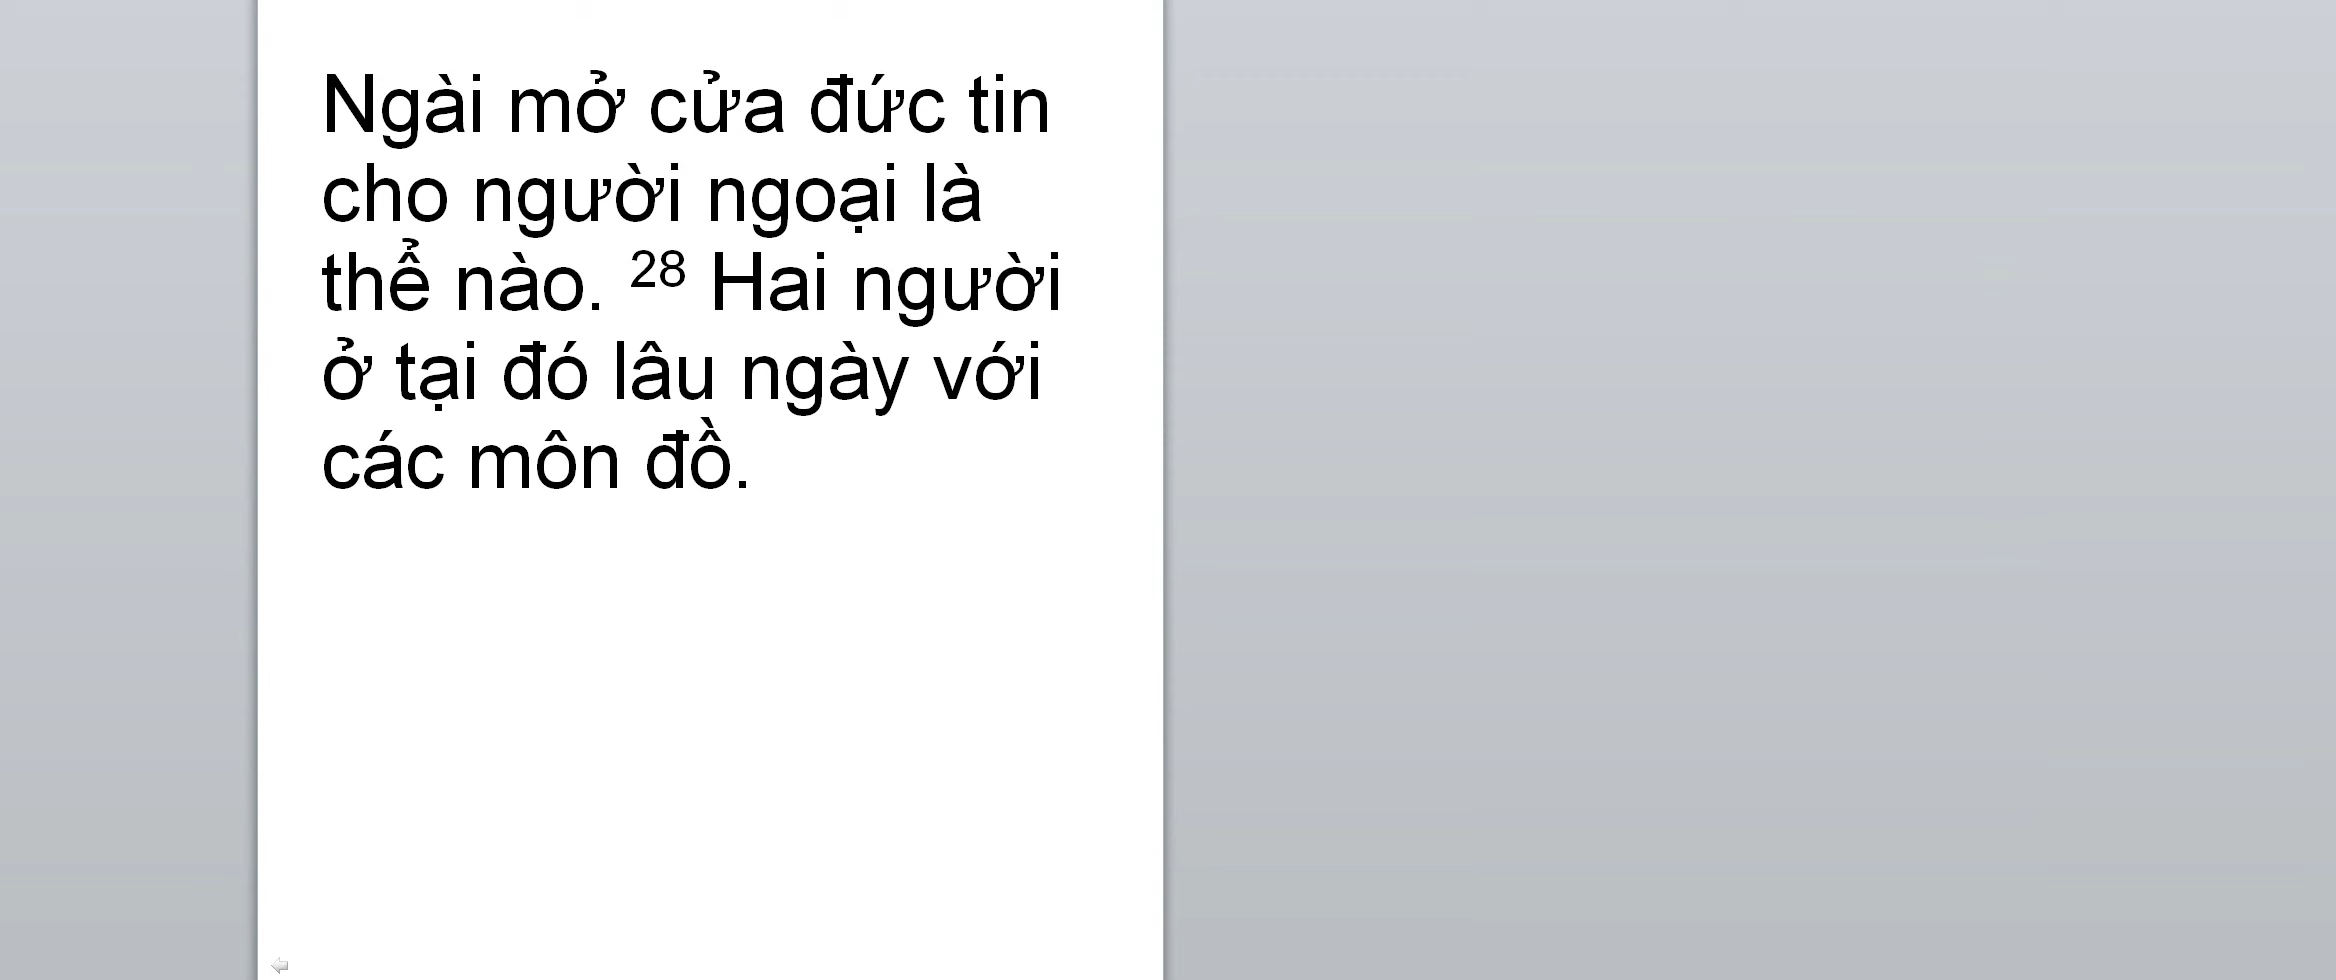 Ngài mở cửa đức tin
cho người ngoại là
thể nào. 28 Hai người
ở tại đó lâu ngày với
các môn đồ.